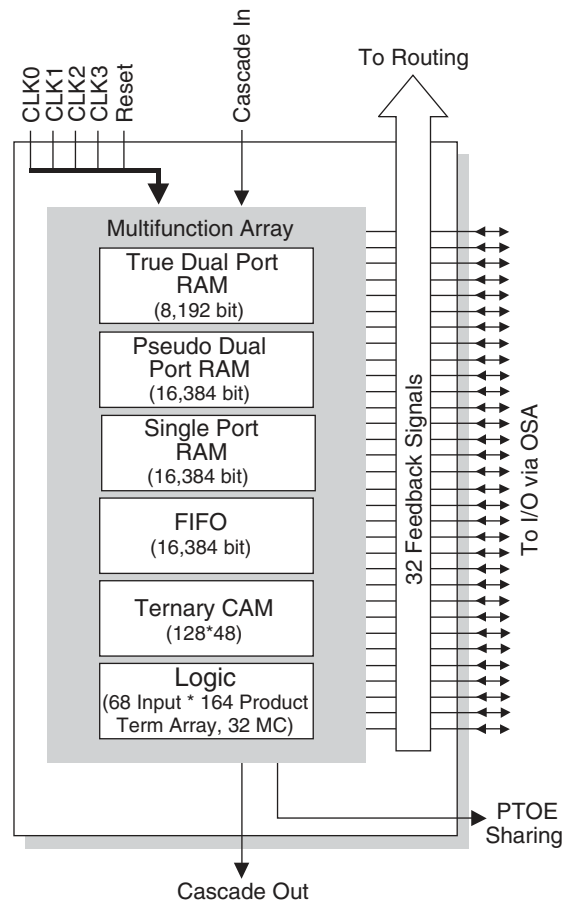 CLK0
CLK1
CLK2
CLK3
Reset
Cascade In
To Routing
Multifunction Array
True Dual Port
RAM
(8,192 bit)
Pseudo Dual
Port RAM
(16,384 bit)
Single Port
RAM
(16,384 bit)
FIFO
(16,384 bit)
Ternary CAM
(128*48)
Logic
(68 Input * 164 Product
Term Array, 32 MC)
32 Feedback Signals
To I/O via OSA
PTOE
Sharing
Cascade Out